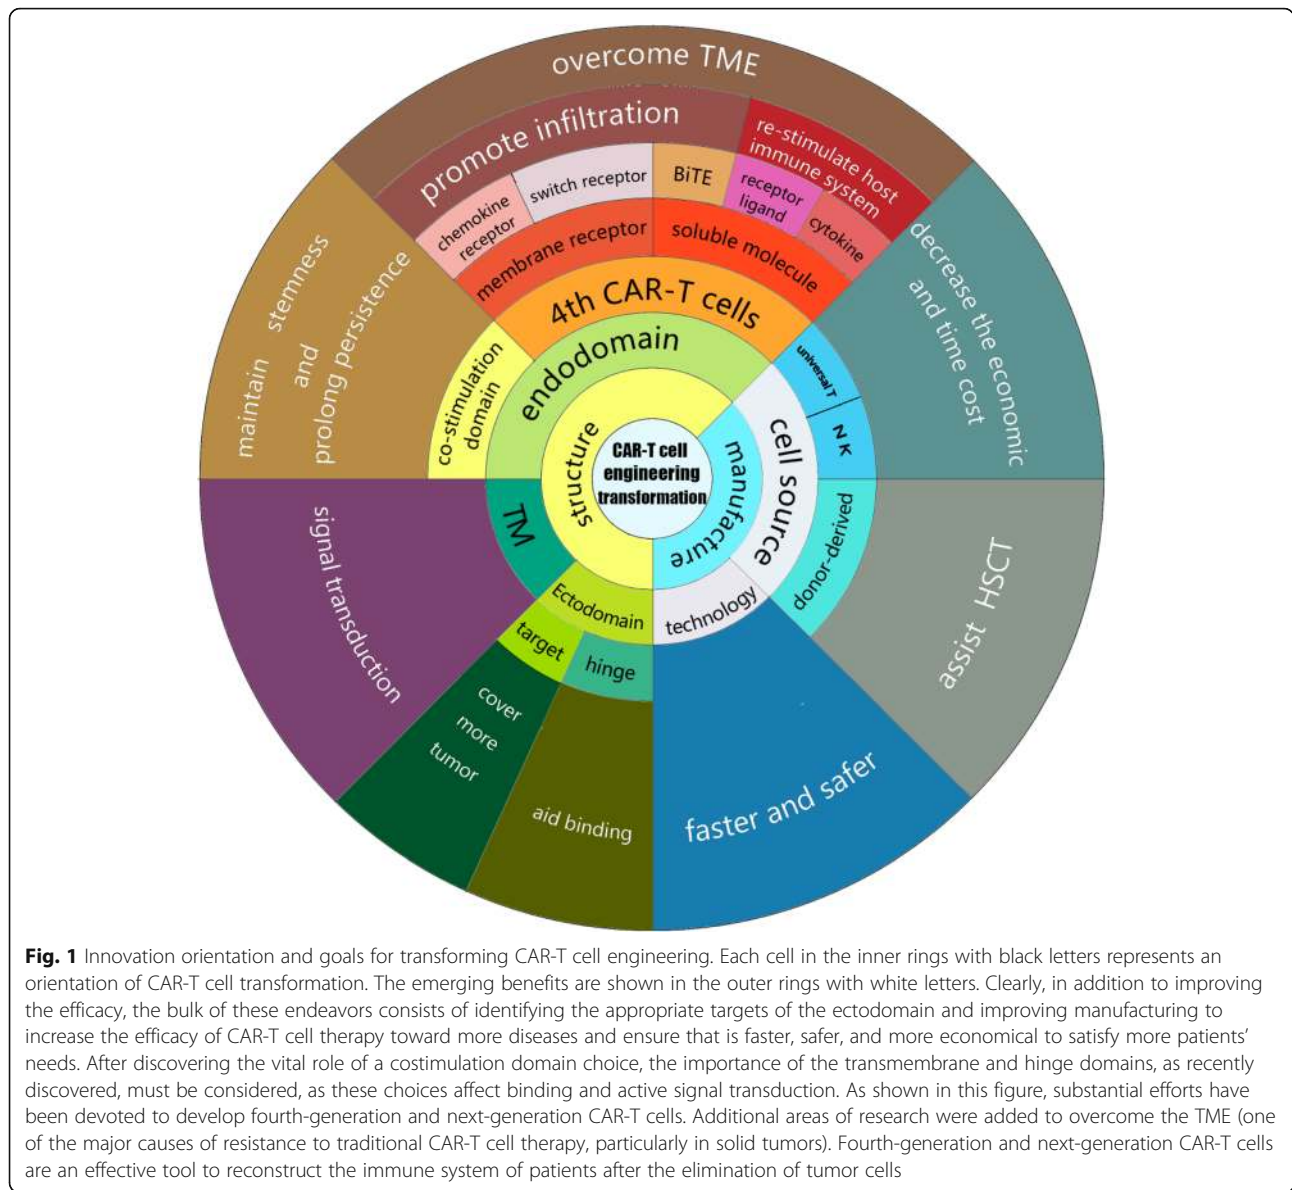 overcome TME
promote infiltration
re-stimulate host
immune system
chemokine
receptor
switch receptor
BiTE
receptor
ligand
cytokine
membrane receptor
soluble molecule
4th CAR-T cells
maintain stemness
and
prolong persistence
decrease the economic
and time cost
co-stimulation
domain
endodomain
universal T
N K
structure
CAR-T cell
engineering
transformation
manufacture
cell source
TM
signal transduction
donor-derived
assist HSCT
Ectodomain
technology
target
hinge
cover
more
tumor
aid binding
faster and safer
Fig. 1 Innovation orientation and goals for transforming CAR-T cell engineering. Each cell in the inner rings with black letters represents an
orientation of CAR-T cell transformation. The emerging benefits are shown in the outer rings with white letters. Clearly, in addition to improving
the efficacy, the bulk of these endeavors consists of identifying the appropriate targets of the ectodomain and improving manufacturing to
increase the efficacy of CAR-T cell therapy toward more diseases and ensure that is faster, safer, and more economical to satisfy more patients'
needs. After discovering the vital role of a costimulation domain choice, the importance of the transmembrane and hinge domains, as recently
discovered, must be considered, as these choices affect binding and active signal transduction. As shown in this figure, substantial efforts have
been devoted to develop fourth-generation and next-generation CAR-T cells. Additional areas of research were added to overcome the TME (one
of the major causes of resistance to traditional CAR-T cell therapy, particularly in solid tumors). Fourth-generation and next-generation CAR-T cells
are an effective tool to reconstruct the immune system of patients after the elimination of tumor cells